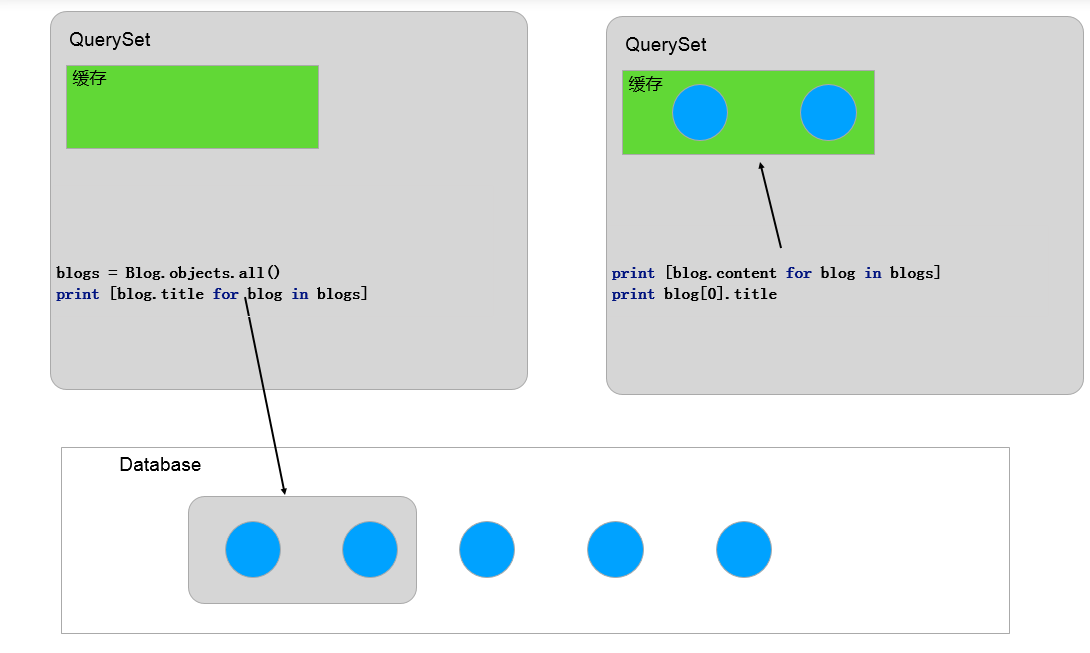 QuerySet
缓存
blogs = Blog.objects.all()
print [blog.title for blog in blogs]
QuerySet
缓存
print [blog.content for blog in blogs]
print blog[0].title
Database